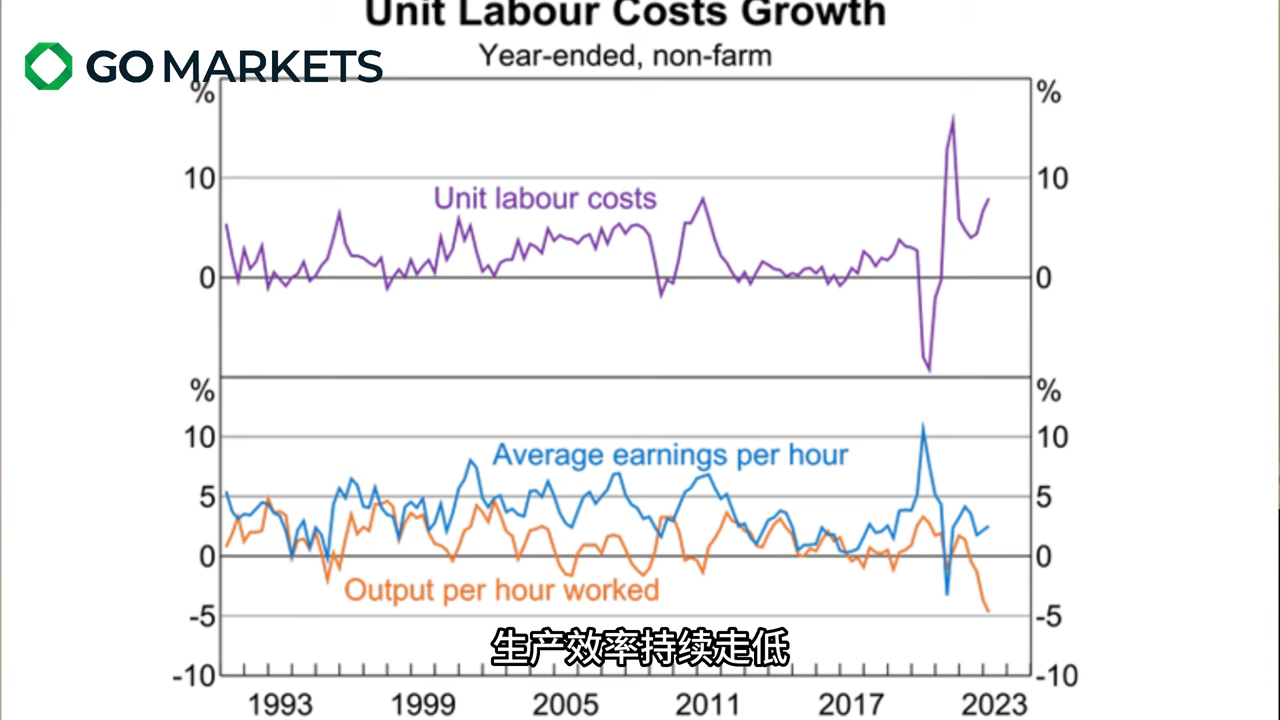 Unit Labour Costs Growth
Year-ended, non-farm
GO MARKETS
% %
10 10
Unit labour costs
0 0
% %
10 10
Average earnings per hour
5 5
0 0
Output per hour worked
-5 -5
生产效率持续走低
-10 -10
1993 1999 2005 2011 2017 2023